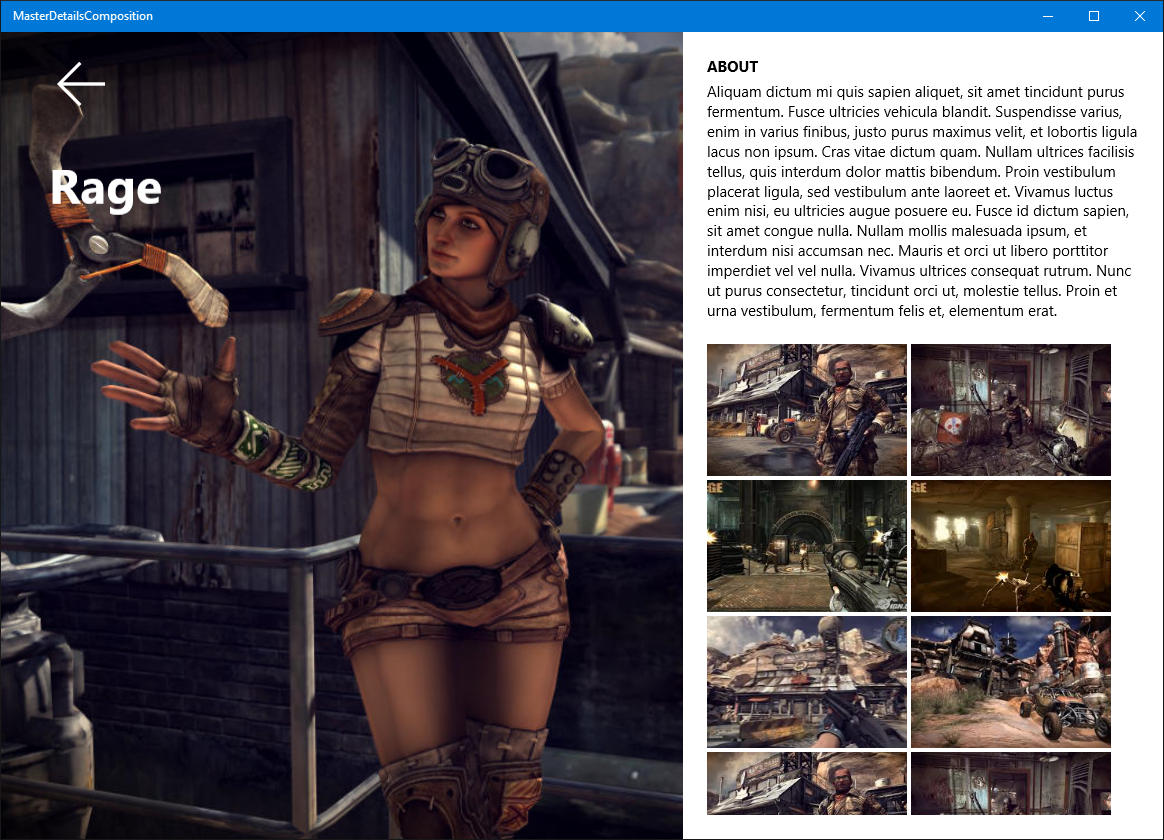 MasterDetailsComposition
Rage
ABOUT
Aliquam dictum mi quis sapien aliquet, sit amet tincidunt purus
fermentum. Fusce ultricies vehicula blandit. Suspendisse varius,
enim in varius finibus, justo purus maximus velit, et lobortis ligula
lacus non ipsum. Cras vitae dictum quam. Nullam ultrices facilisis
tellus, quis interdum dolor mattis bibendum. Proin vestibulum
placerat ligula, sed vestibulum ante laoreet et. Vivamus luctus
enim nisi, eu ultricies augue posuere eu. Fusce id dictum sapien,
sit amet congue nulla. Nullam mollis malesuada ipsum, et
interdum nisi accumsan nec. Mauris et orci ut libero porttitor
imperdiet vel vel nulla. Vivamus ultrices consequat rutrum. Nunc
ut purus consectetur, tincidunt orci ut, molestie tellus. Proin et
urna vestibulum, fermentum felis et, elementum erat.
GE
GE